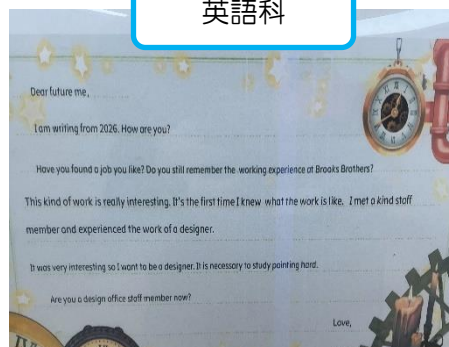 英語科
Dear future me,
I am writing from 2026. How are you?
Have you found a job you like? Do you still remember the working experience at Brooks Brothers?
This kind of work is really interesting. It's the first time I knew what the work is like. I met a kind staff
member and experienced the work of a designer.
It was very interesting so I want to be a designer. It is necessary to study painting hard.
Are you a design office staff member now?
Love,